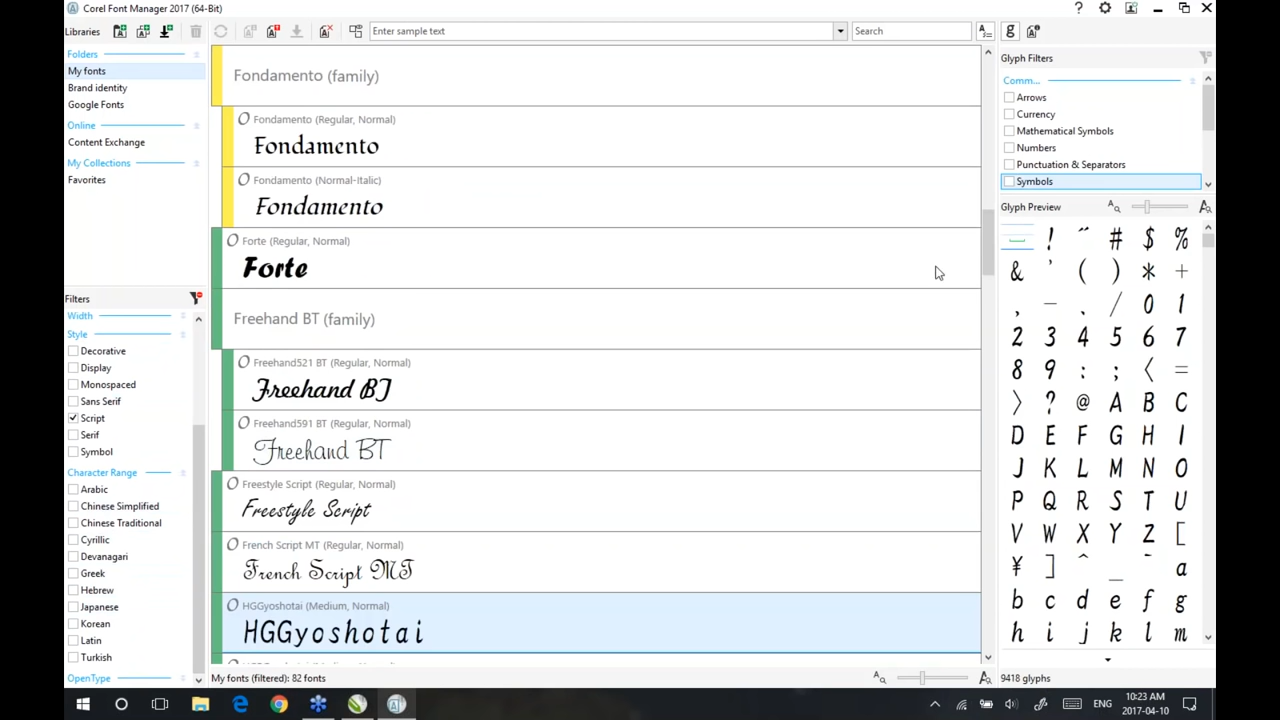 Corel Font Manager 2017 (64-Bit)
Libraries
Enter sample text
Search
Folders
My fonts
Brand identity
Google Fonts
Online
Content Exchange
My Collections
Favorites
Filters
Width
Style
Decorative
Display
Monospaced
Sans Serif
Script
Serif
Symbol
Character Range
Arabic
Chinese Simplified
Chinese Traditional
Cyrillic
Devanagari
Greek
Hebrew
Japanese
Korean
Latin
Turkish
OpenType
Fondamento (family)
Fondamento (Regular, Normal)
Fondamento
Fondamento (Normal-Italic)
Fondamento
Forte (Regular, Normal)
Forte
Freehand BT (family)
Freehand521 BT (Regular, Normal)
Freehand BT
Freehand591 BT (Regular, Normal)
Freehand BT
Freestyle Script (Regular, Normal)
Freestyle Script
French Script MT (Regular, Normal)
French Script MT
HGGyoshotai (Medium, Normal)
HGGyoshotai
My fonts (filtered): 82 fonts
Glyph Filters
Comm...
Arrows
Currency
Mathematical Symbols
Numbers
Punctuation & Separators
Symbols
Glyph Preview
! " # $ %
& ' ( ) * +
, - . / 0 1
2 3 4 5 6 7
8 9 : ; < =
> ? @ A B C
D E F G H I
J K L M N O
P Q R S T U
V W X Y Z [
¥ ] ^ _ ` a
b c d e f g
h i j k l m
9418 glyphs
ENG
10:23 AM
2017-04-10